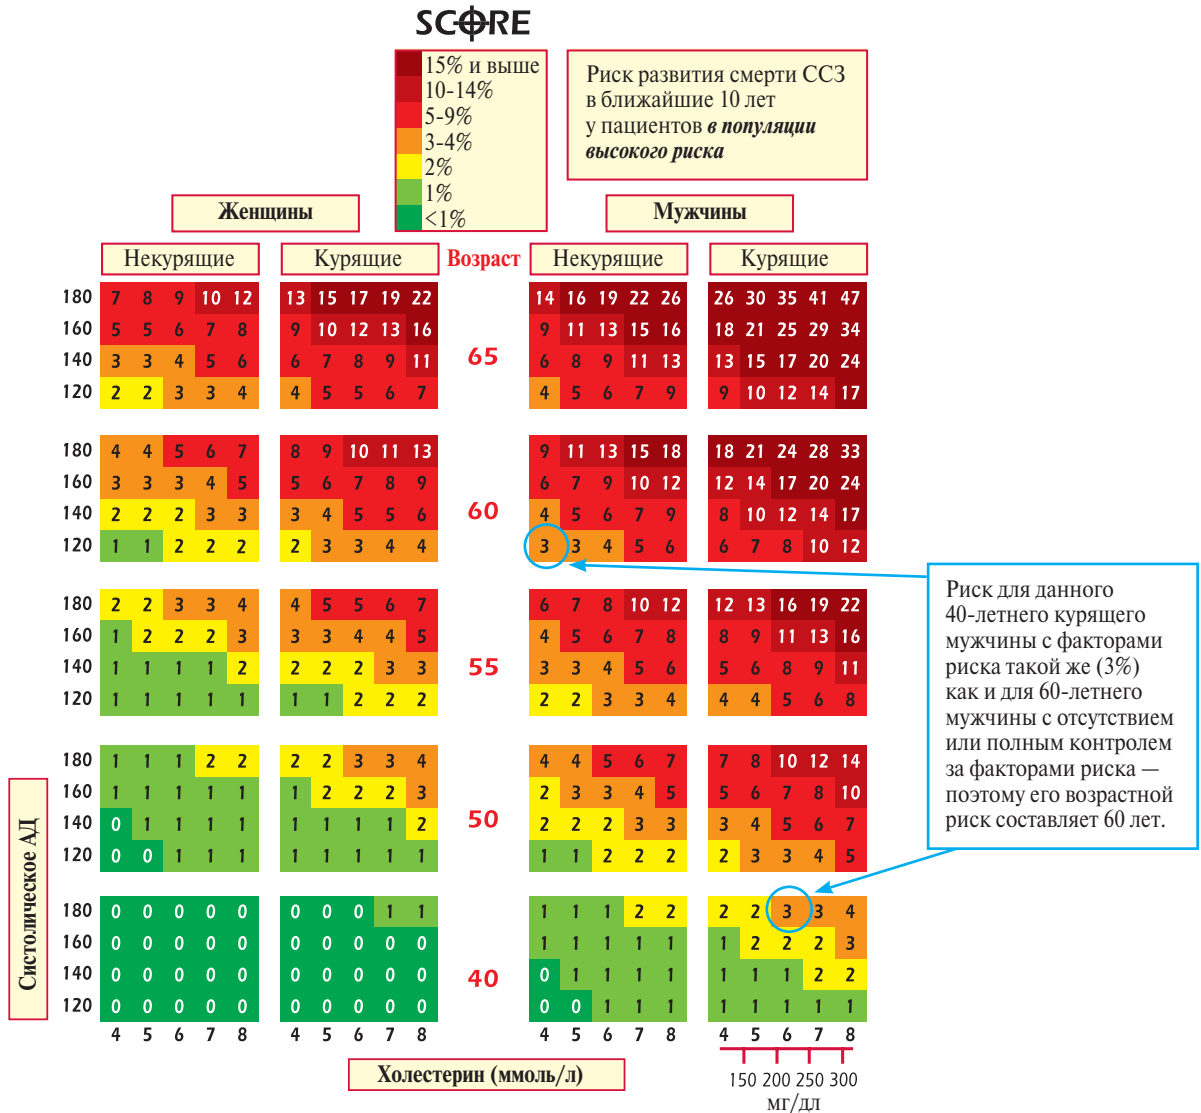 SCORE
15% и выше
10-14%
5-9%
3-4%
2%
1%
<1%
Риск развития смерти ССЗ
в ближайшие 10 лет
у пациентов в популяции
высокого риска
Женщины
Мужчины
Некурящие
Курящие
Возраст
Некурящие
Курящие
180 7 8 9 10 12 13 15 17 19 22 14 16 19 22 26 26 30 35 41 47
160 5 5 6 7 8 9 10 12 13 16 9 11 13 15 16 18 21 25 29 34
65
140 3 3 4 5 6 6 7 8 9 11 6 8 9 11 13 13 15 17 20 24
120 2 2 3 3 4 4 5 5 6 7 4 5 6 7 9 9 10 12 14 17
180 4 4 5 6 7 8 9 10 11 13 9 11 13 15 18 18 21 24 28 33
160 3 3 3 4 5 5 6 7 8 9 6 7 9 10 12 12 14 17 20 24
60
140 2 2 2 3 3 3 4 5 5 6 4 5 6 7 9 8 10 12 14 17
120 1 1 2 2 2 2 3 3 4 4 3 3 4 5 6 6 7 8 10 12
180 2 2 3 3 4 4 5 5 6 7 6 7 8 10 12 12 13 16 19 22
160 1 2 2 2 3 3 3 4 4 5 4 5 6 7 8 8 9 11 13 16
55
140 1 1 1 1 2 2 2 2 3 3 3 3 4 5 6 5 6 8 9 11
120 1 1 1 1 1 1 1 2 2 2 2 2 3 3 4 4 4 5 6 8
180 1 1 1 2 2 2 2 3 3 4 4 4 5 6 7 7 8 10 12 14
160 1 1 1 1 1 1 2 2 2 3 2 3 3 4 5 5 6 7 8 10
50
140 0 1 1 1 1 1 1 1 1 2 2 2 2 3 3 3 4 5 6 7
120 0 0 1 1 1 1 1 1 1 1 1 1 2 2 2 2 3 3 4 5
180 0 0 0 0 0 0 0 0 1 1 1 1 1 2 2 2 2 3 3 4
160 0 0 0 0 0 0 0 0 0 0 1 1 1 1 1 1 2 2 2 3
40
140 0 0 0 0 0 0 0 0 0 0 0 1 1 1 1 1 1 1 2 2
120 0 0 0 0 0 0 0 0 0 0 0 0 1 1 1 1 1 1 1 1
4 5 6 7 8 4 5 6 7 8 4 5 6 7 8 4 5 6 7 8
Систолическое АД
Холестерин (ммоль/л)
150 200 250 300
мг/дл
Риск для данного
40-летнего курящего
мужчины с факторами
риска такой же (3%)
как и для 60-летнего
мужчины с отсутствием
или полным контролем
за факторами риска —
поэтому его возрастной
риск составляет 60 лет.